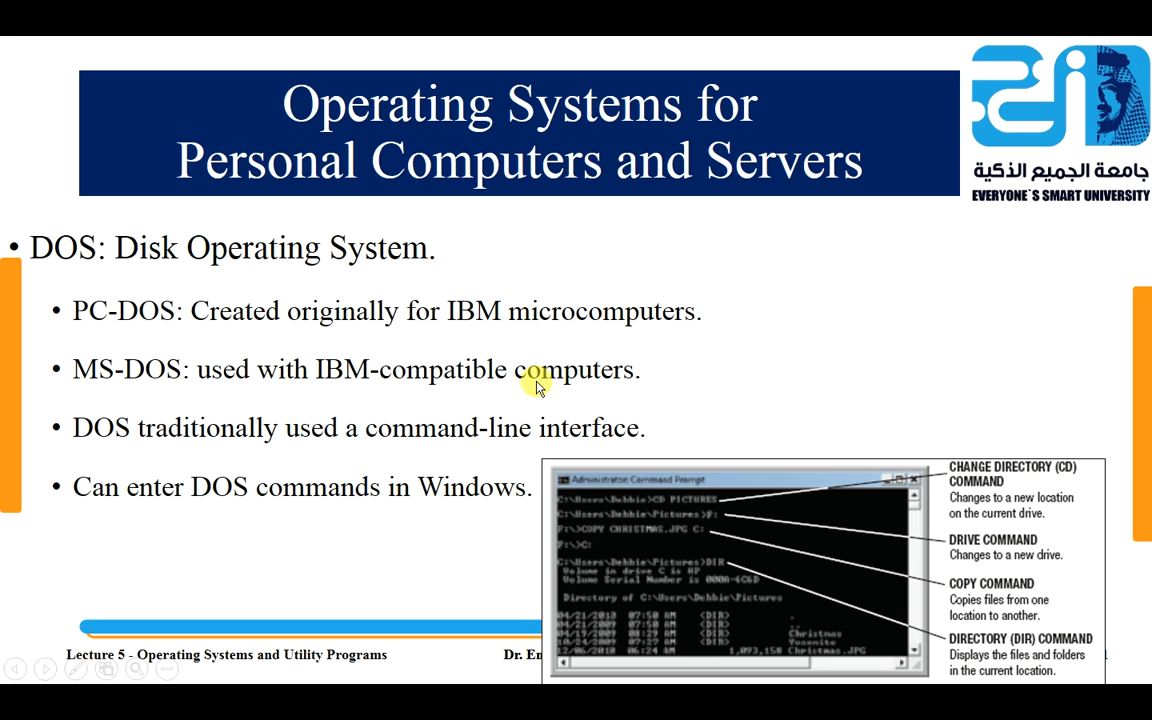 Operating Systems for
Personal Computers and Servers
جامعة الجميع الذكية
EVERYONE`S SMART UNIVERSITY
• DOS: Disk Operating System.
• PC-DOS: Created originally for IBM microcomputers.
• MS-DOS: used with IBM-compatible computers.
• DOS traditionally used a command-line interface.
• Can enter DOS commands in Windows.
Administrator: Command Prompt
C:\Users\Debbie>CD PICTURES
C:\Users\Debbie\Pictures>F:
F:\>COPY CHRISTMAS.JPG C:
F:\>C:
C:\Users\Debbie\Pictures>DIR
Volume in drive C is HP
Volume Serial Number is 000A-6C6D
Directory of C:\Users\Debbie\Pictures
04/21/2013 07:50 AM <DIR> .
04/21/2009 07:50 AM <DIR> ..
04/19/2009 08:29 AM <DIR> Christmas
10/24/2009 07:42 AM <DIR> Yosemite
12/06/2010 06:24 AM 1,093,158 Christmas.JPG
CHANGE DIRECTORY (CD)
COMMAND
Changes to a new location
on the current drive.
DRIVE COMMAND
Changes to a new drive.
COPY COMMAND
Copies files from one
location to another.
DIRECTORY (DIR) COMMAND
Displays the files and folders
in the current location.
Lecture 5 - Operating Systems and Utility Programs
Dr. En